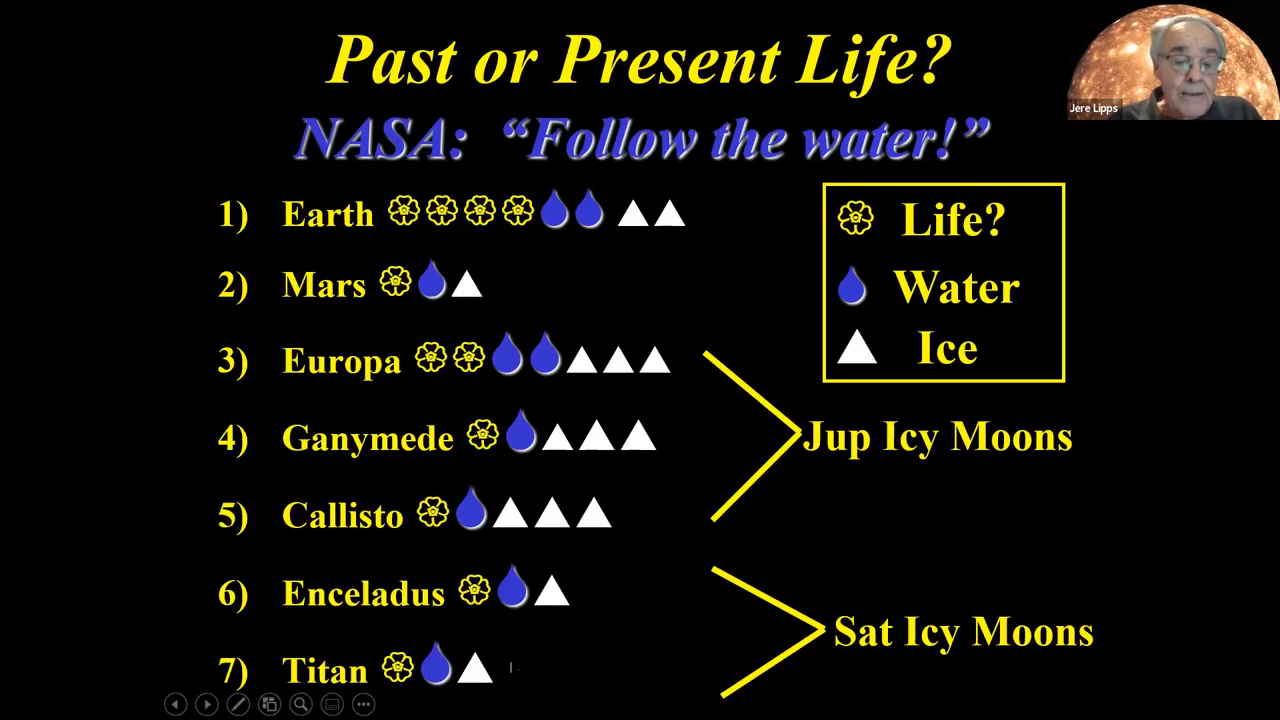 Past or Present Life?
Jere Lipps
NASA: “Follow the water!”
1) Earth
Life?
2) Mars
Water
3) Europa
Ice
4) Ganymede
Jup Icy Moons
5) Callisto
6) Enceladus
Sat Icy Moons
7) Titan